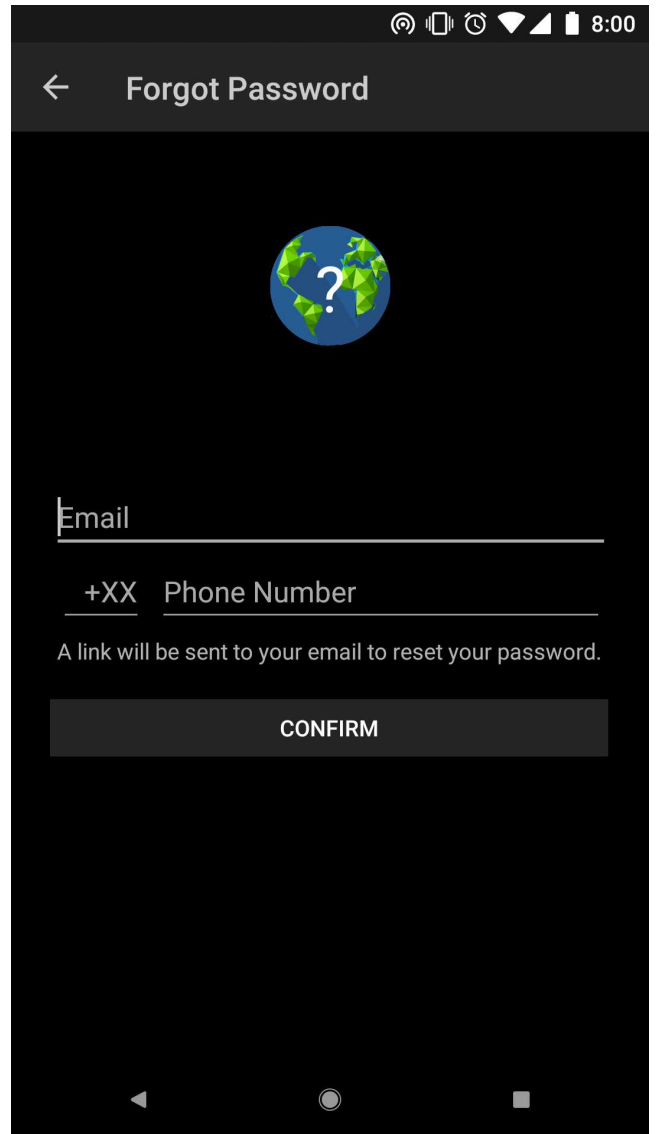 8:00
Forgot Password
?
Email
+XX Phone Number
A link will be sent to your email to reset your password.
CONFIRM